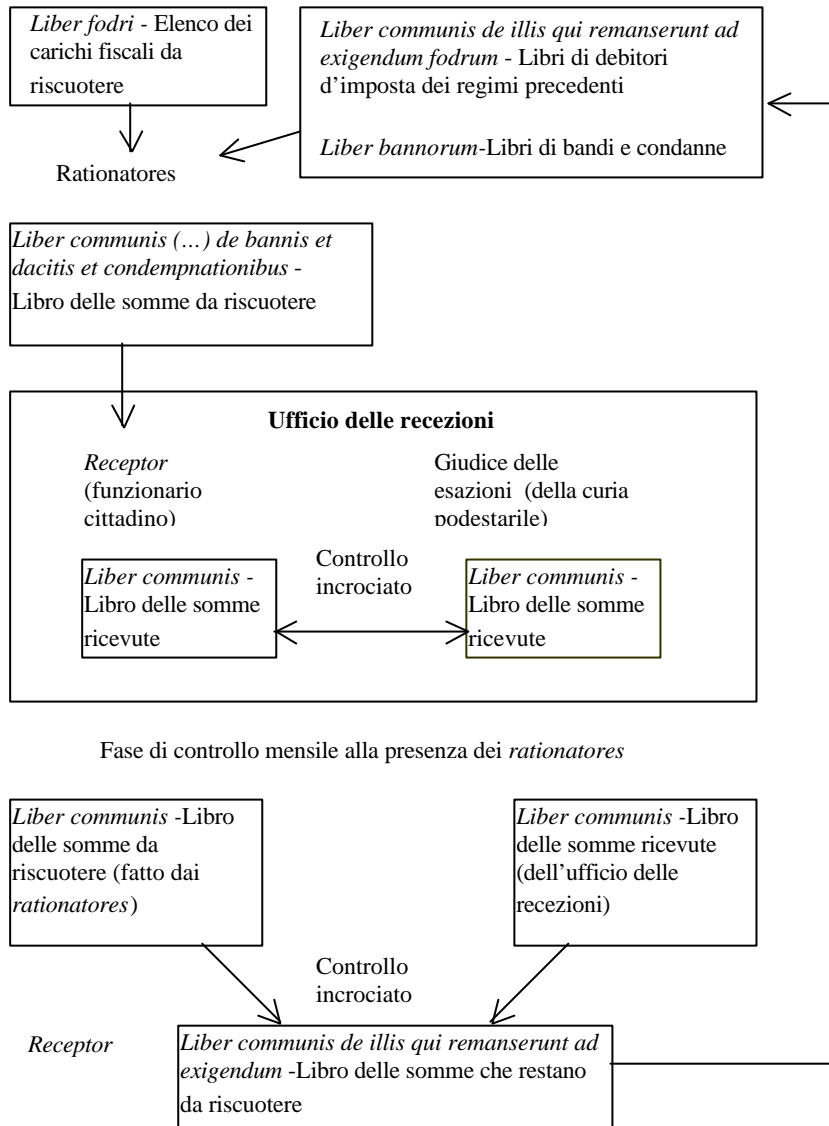 Liber fodri - Elenco dei
carichi fiscali da
riscuotere
Liber communis de illis qui remanserunt ad
exigendum fodrum - Libri di debitori
d'imposta dei regimi precedenti
Liber bannorum-Libri di bandi e condanne
Rationatores
Liber communis (...) de bannis et
dacitis et condempnationibus -
Libro delle somme da riscuotere
Ufficio delle recezioni
Receptor
(funzionario
cittadino)
Giudice delle
esazioni (della curia
podestarile)
Controllo
incrociato
Liber communis -
Libro delle somme
ricevute
Liber communis -
Libro delle somme
ricevute
Fase di controllo mensile alla presenza dei rationatores
Liber communis -Libro
delle somme da
riscuotere (fatto dai
rationatores)
Liber communis -Libro
delle somme ricevute
(dell'ufficio delle
recezioni)
Controllo
incrociato
Receptor
Liber communis de illis qui remanserunt ad
exigendum -Libro delle somme che restano
da riscuotere